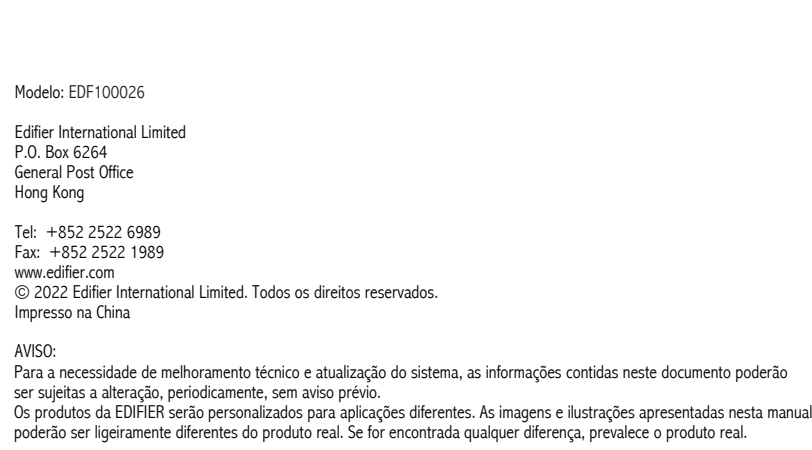 Modelo: EDF100026
Edifier International Limited
P.O. Box 6264
General Post Office
Hong Kong
Tel: +852 2522 6989
Fax: +852 2522 1989
www.edifier.com
© 2022 Edifier International Limited. Todos os direitos reservados.
Impresso na China
AVISO:
Para a necessidade de melhoramento técnico e atualização do sistema, as informações contidas neste documento poderão
ser sujeitas a alteração, periodicamente, sem aviso prévio.
Os produtos da EDIFIER serão personalizados para aplicações diferentes. As imagens e ilustrações apresentadas nesta manual
poderão ser ligeiramente diferentes do produto real. Se for encontrada qualquer diferença, prevalece o produto real.